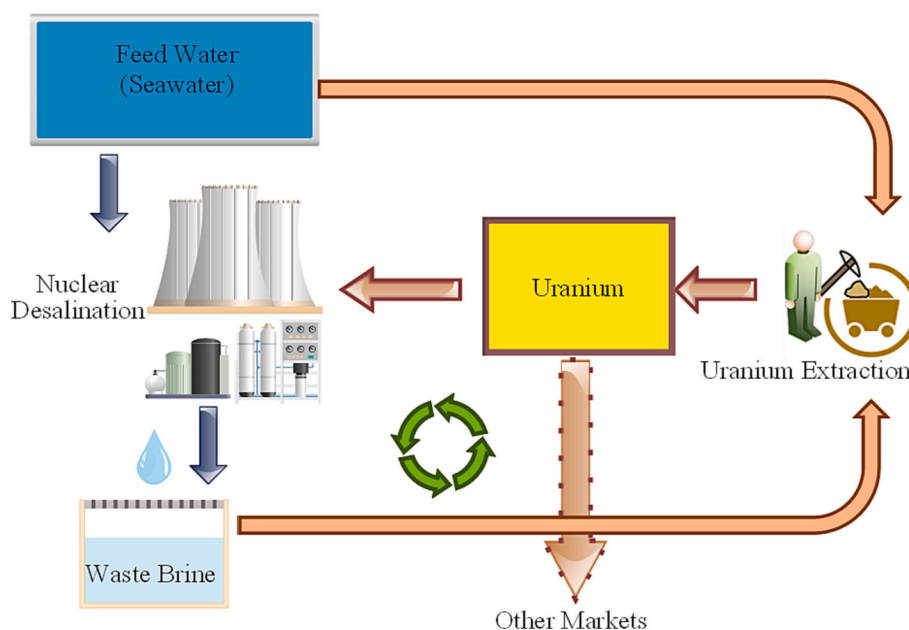 Feed Water
(Seawater)
Nuclear
Desalination
Uranium
Uranium Extraction
Waste Brine
Other Markets